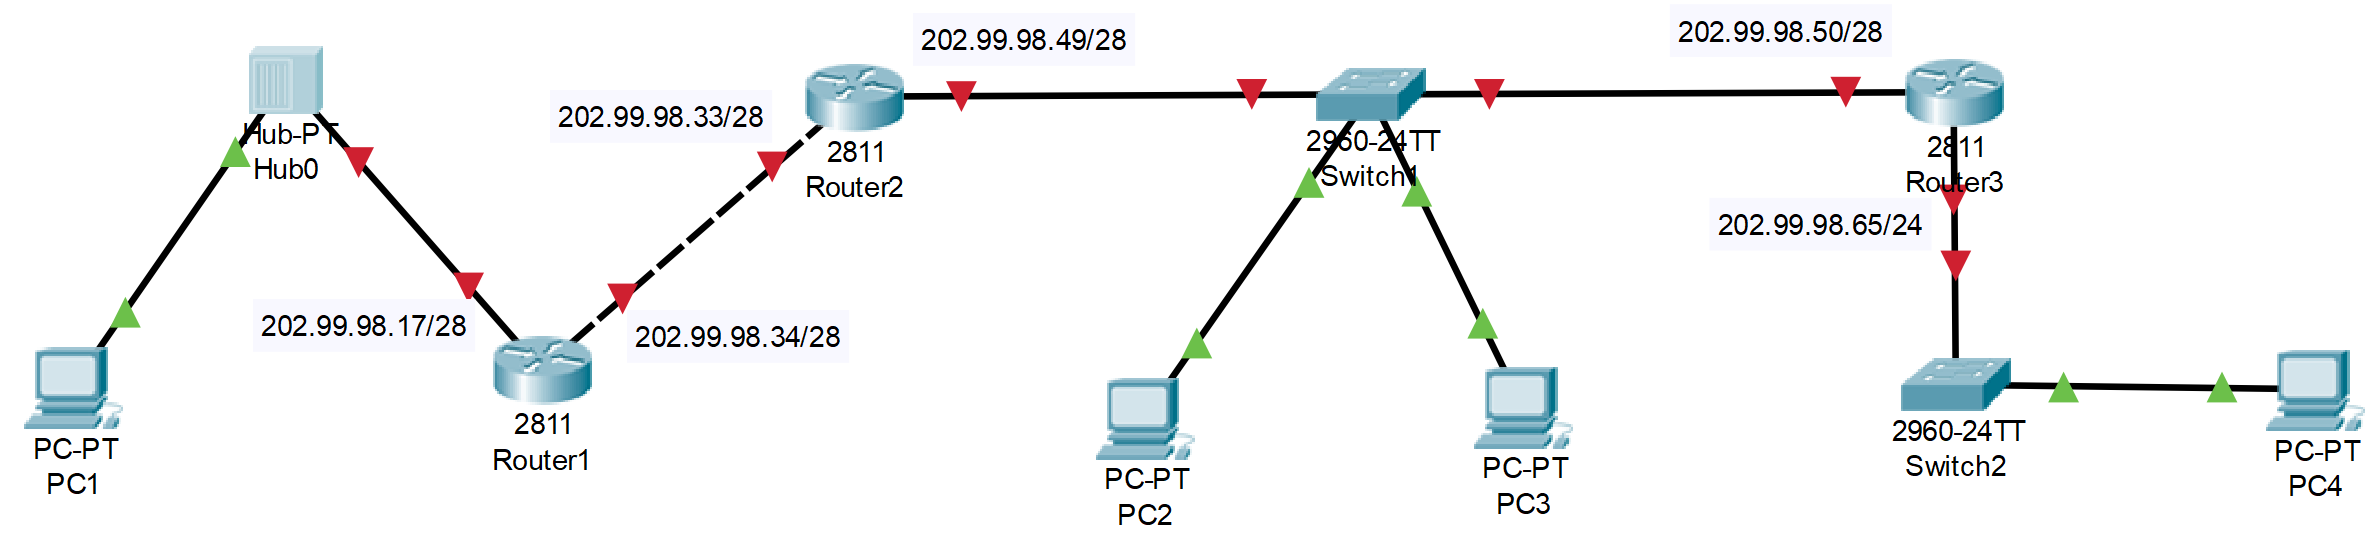 202.99.98.49/28
202.99.98.50/28
202.99.98.33/28
Hub-PT
Hub0
2811
Router2
2960-24TT
Switch1
2811
Router3
202.99.98.65/24
202.99.98.17/28
202.99.98.34/28
2811
Router1
PC-PT
PC1
PC-PT
PC2
PC-PT
PC3
2960-24TT
Switch2
PC-PT
PC4